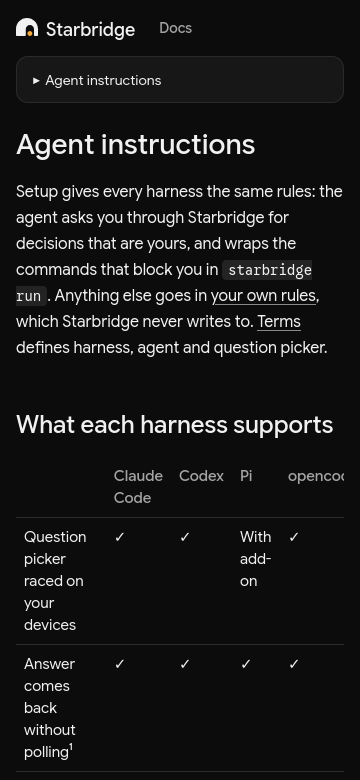 Starbridge Docs
▸ Agent instructions
Agent instructions
Setup gives every harness the same rules: the
agent asks you through Starbridge for
decisions that are yours, and wraps the
commands that block you in starbridge
run. Anything else goes in your own rules,
which Starbridge never writes to. Terms
defines harness, agent and question picker.
What each harness supports
Claude Code Codex Pi
Question picker raced on your devices ✓ ✓ With add-on ✓
Answer comes back without polling¹ ✓ ✓ ✓ ✓